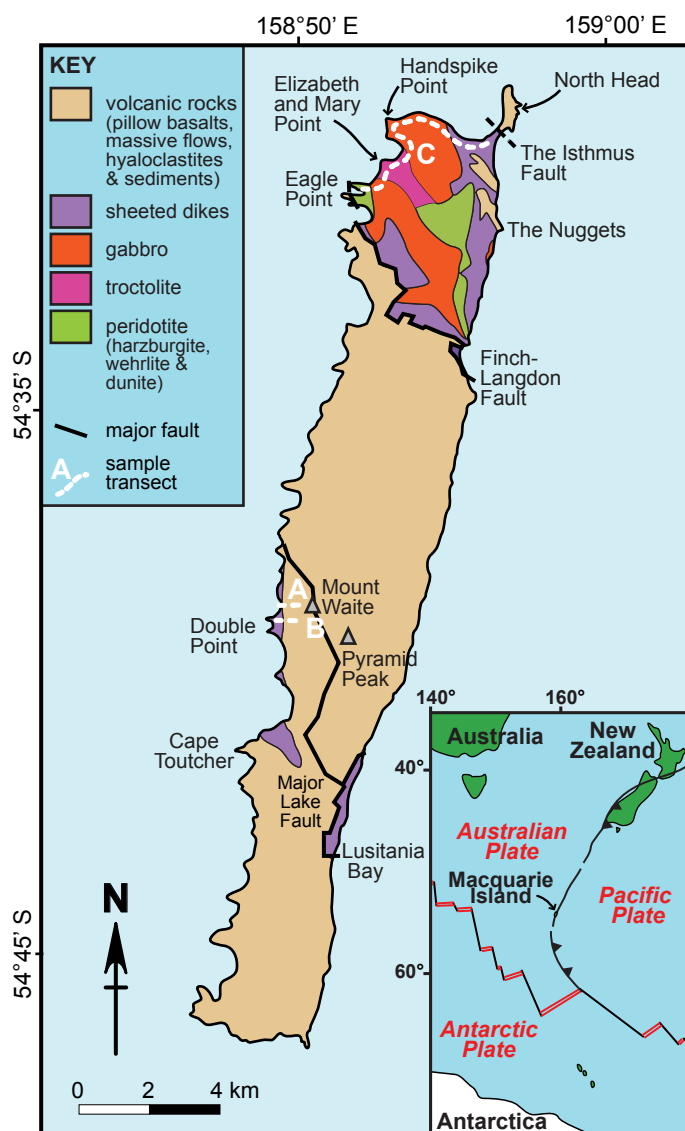 158°50' E
159°00' E
KEY
volcanic rocks
(pillow basalts,
massive flows,
hyaloclastites
& sediments)
sheeted dikes
gabbro
troctolite
peridotite
(harzburgite,
wehrlite &
dunite)
major fault
A
sample
transect
Handspike
Point
Elizabeth
and Mary
Point
North Head
C
The Isthmus
Fault
Eagle
Point
The Nuggets
Finch-
Langdon
Fault
54°35' S
A
Mount
Waite
B
Double
Point
Pyramid
Peak
Cape
Toutcher
Major
Lake
Fault
Lusitania
Bay
N
54°45' S
0 2 4 km
140°
160°
Australia
New
Zealand
40°
Australian
Plate
Macquarie
Island
Pacific
Plate
60°
Antarctic
Plate
Antarctica